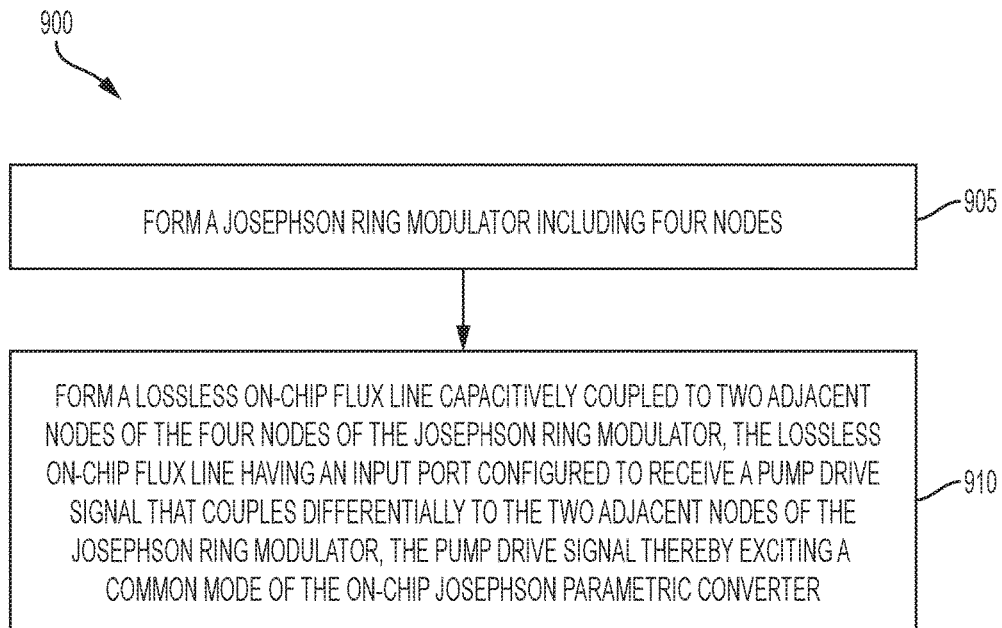 900
FORM A JOSEPHSON RING MODULATOR INCLUDING FOUR NODES
905
FORM A LOSSLESS ON-CHIP FLUX LINE CAPACITIVELY COUPLED TO TWO ADJACENT
NODES OF THE FOUR NODES OF THE JOSEPHSON RING MODULATOR, THE LOSSLESS
ON-CHIP FLUX LINE HAVING AN INPUT PORT CONFIGURED TO RECEIVE A PUMP DRIVE
SIGNAL THAT COUPLES DIFFERENTIALLY TO THE TWO ADJACENT NODES OF THE
JOSEPHSON RING MODULATOR, THE PUMP DRIVE SIGNAL THEREBY EXCITING A
COMMON MODE OF THE ON-CHIP JOSEPHSON PARAMETRIC CONVERTER
910